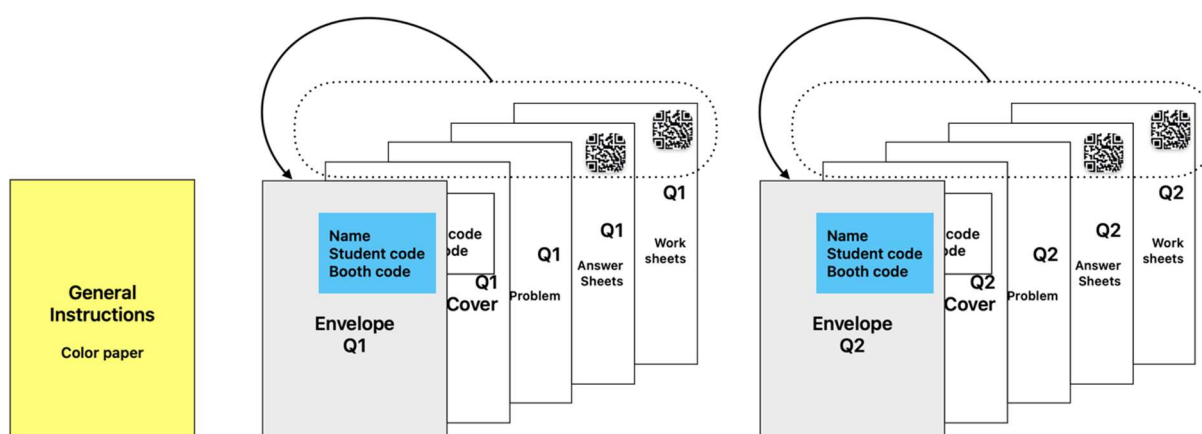 General
Instructions
Color paper
Name
Student code
Booth code
Envelope
Q1
code
Q1
Cover
Q1
Problem
Q1
Answer
Sheets
Q1
Work
sheets
Name
Student code
Booth code
Envelope
Q2
code
Q2
Cover
Q2
Problem
Q2
Answer
Sheets
Q2
Work
sheets